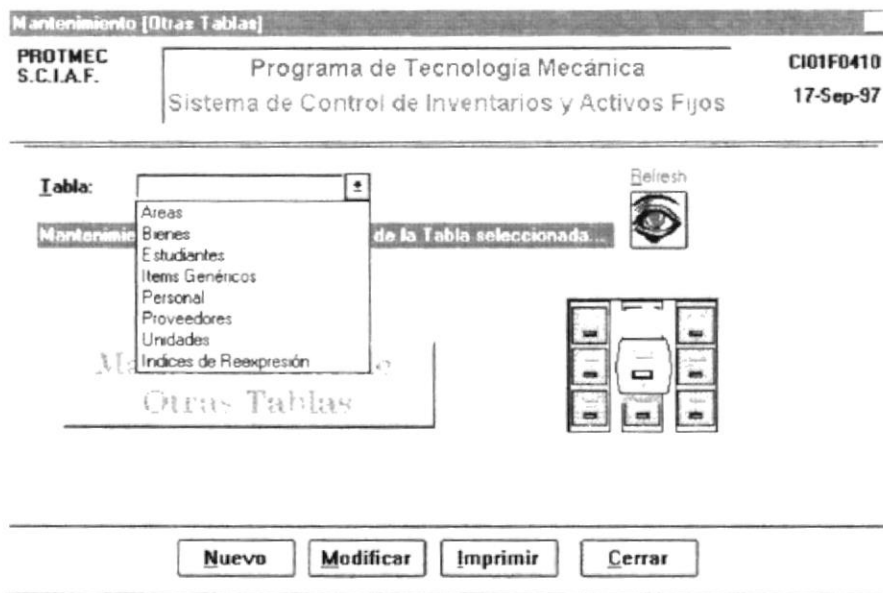 Mantenimiento [Otras Tablas]
PROTMEC
S.C.I.A.F.
Programa de Tecnología Mecánica
Sistema de Control de Inventarios y Activos Fijos
CI01F0410
17-Sep-97
Tabla:
Refresh
Areas
Bienes
Estudiantes
Items Genéricos
Personal
Proveedores
Unidades
Indices de Reexpresión
de la Tabla seleccionada...
Otras Tablas
Nuevo
Modificar
Imprimir
Cerrar